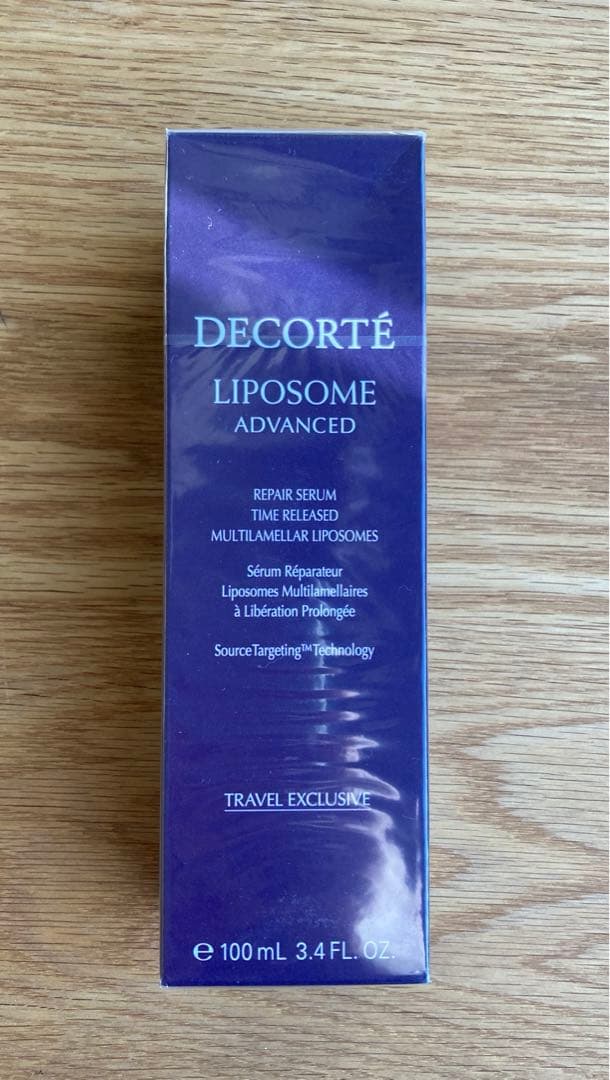 DECORTÉ
LIPOSOME
ADVANCED
REPAIR SERUM
TIME RELEASED
MULTILAMELLAR LIPOSOMES
Sérum Réparateur
Liposomes Multilamellaires
à Libération Prolongée
SourceTargeting™Technology
TRAVEL EXCLUSIVE
℮ 100 mL 3.4 FL. OZ.